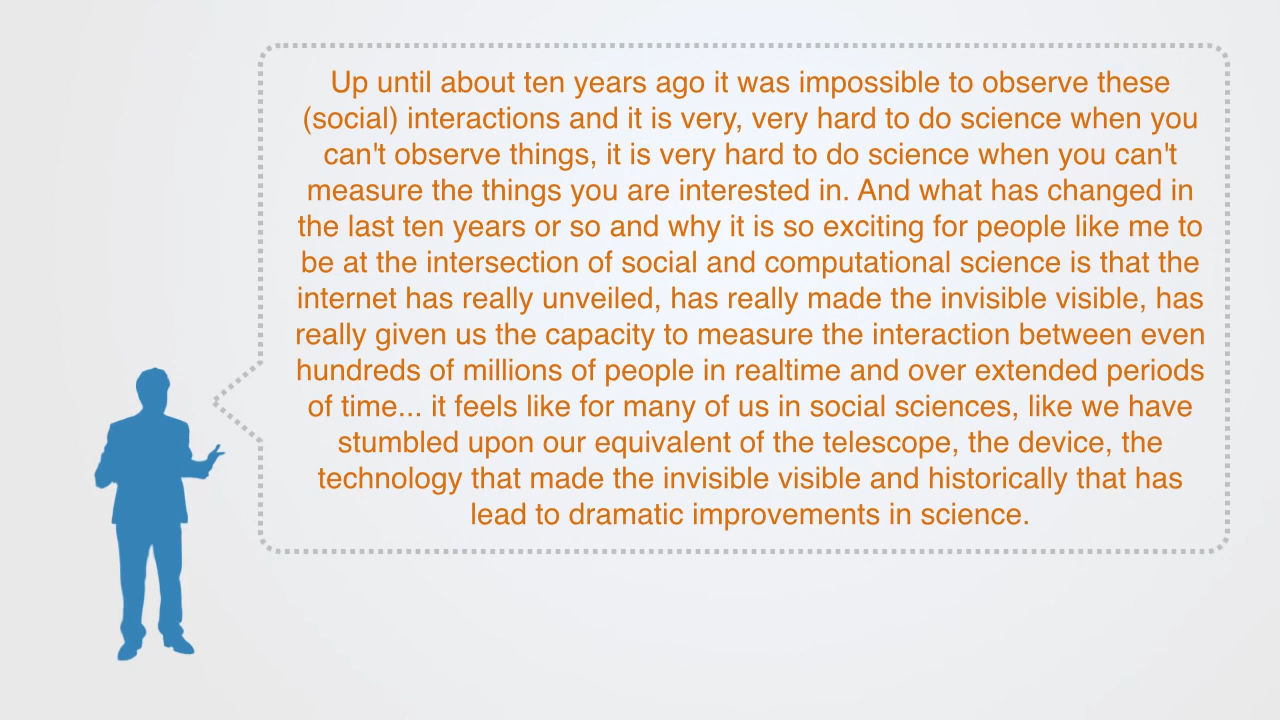 Up until about ten years ago it was impossible to observe these
(social) interactions and it is very, very hard to do science when you
can't observe things, it is very hard to do science when you can't
measure the things you are interested in. And what has changed in
the last ten years or so and why it is so exciting for people like me to
be at the intersection of social and computational science is that the
internet has really unveiled, has really made the invisible visible, has
really given us the capacity to measure the interaction between even
hundreds of millions of people in realtime and over extended periods
of time... it feels like for many of us in social sciences, like we have
stumbled upon our equivalent of the telescope, the device, the
technology that made the invisible visible and historically that has
lead to dramatic improvements in science.